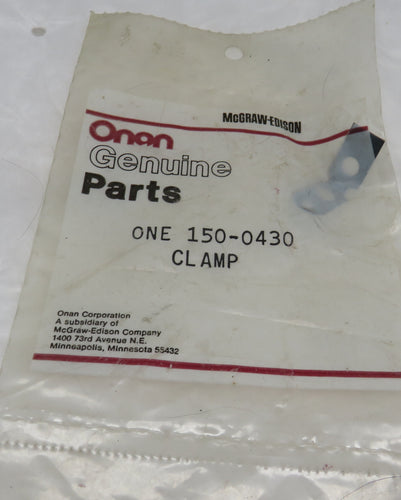 McGRAW-EDISON
Onan
Genuine
Parts
ONE 150-0430
CLAMP
Onan Corporation
A subsidiary of
McGraw-Edison Company
1400 73rd Avenue N.E.
Minneapolis, Minnesota 55432